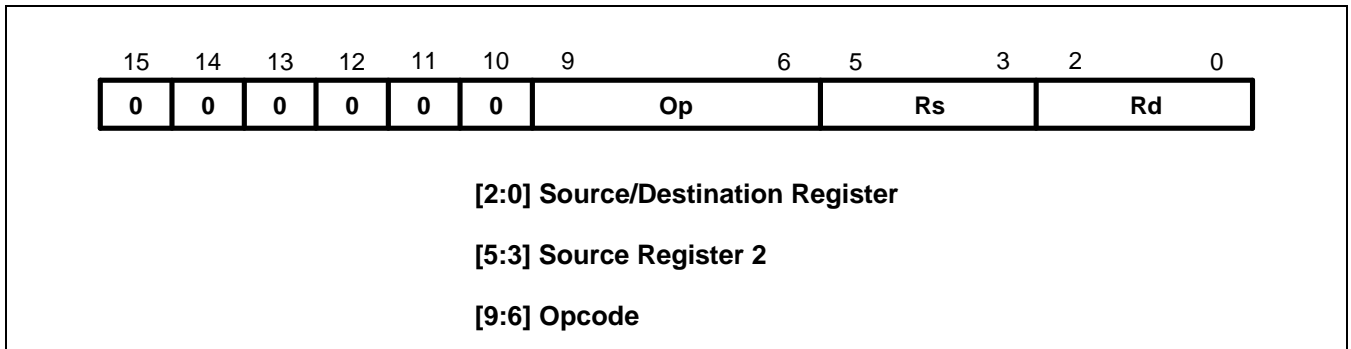 15 14 13 12 11 10 9 6 5 3 2 0
0 0 0 0 0 0 Op Rs Rd
[2:0] Source/Destination Register
[5:3] Source Register 2
[9:6] Opcode